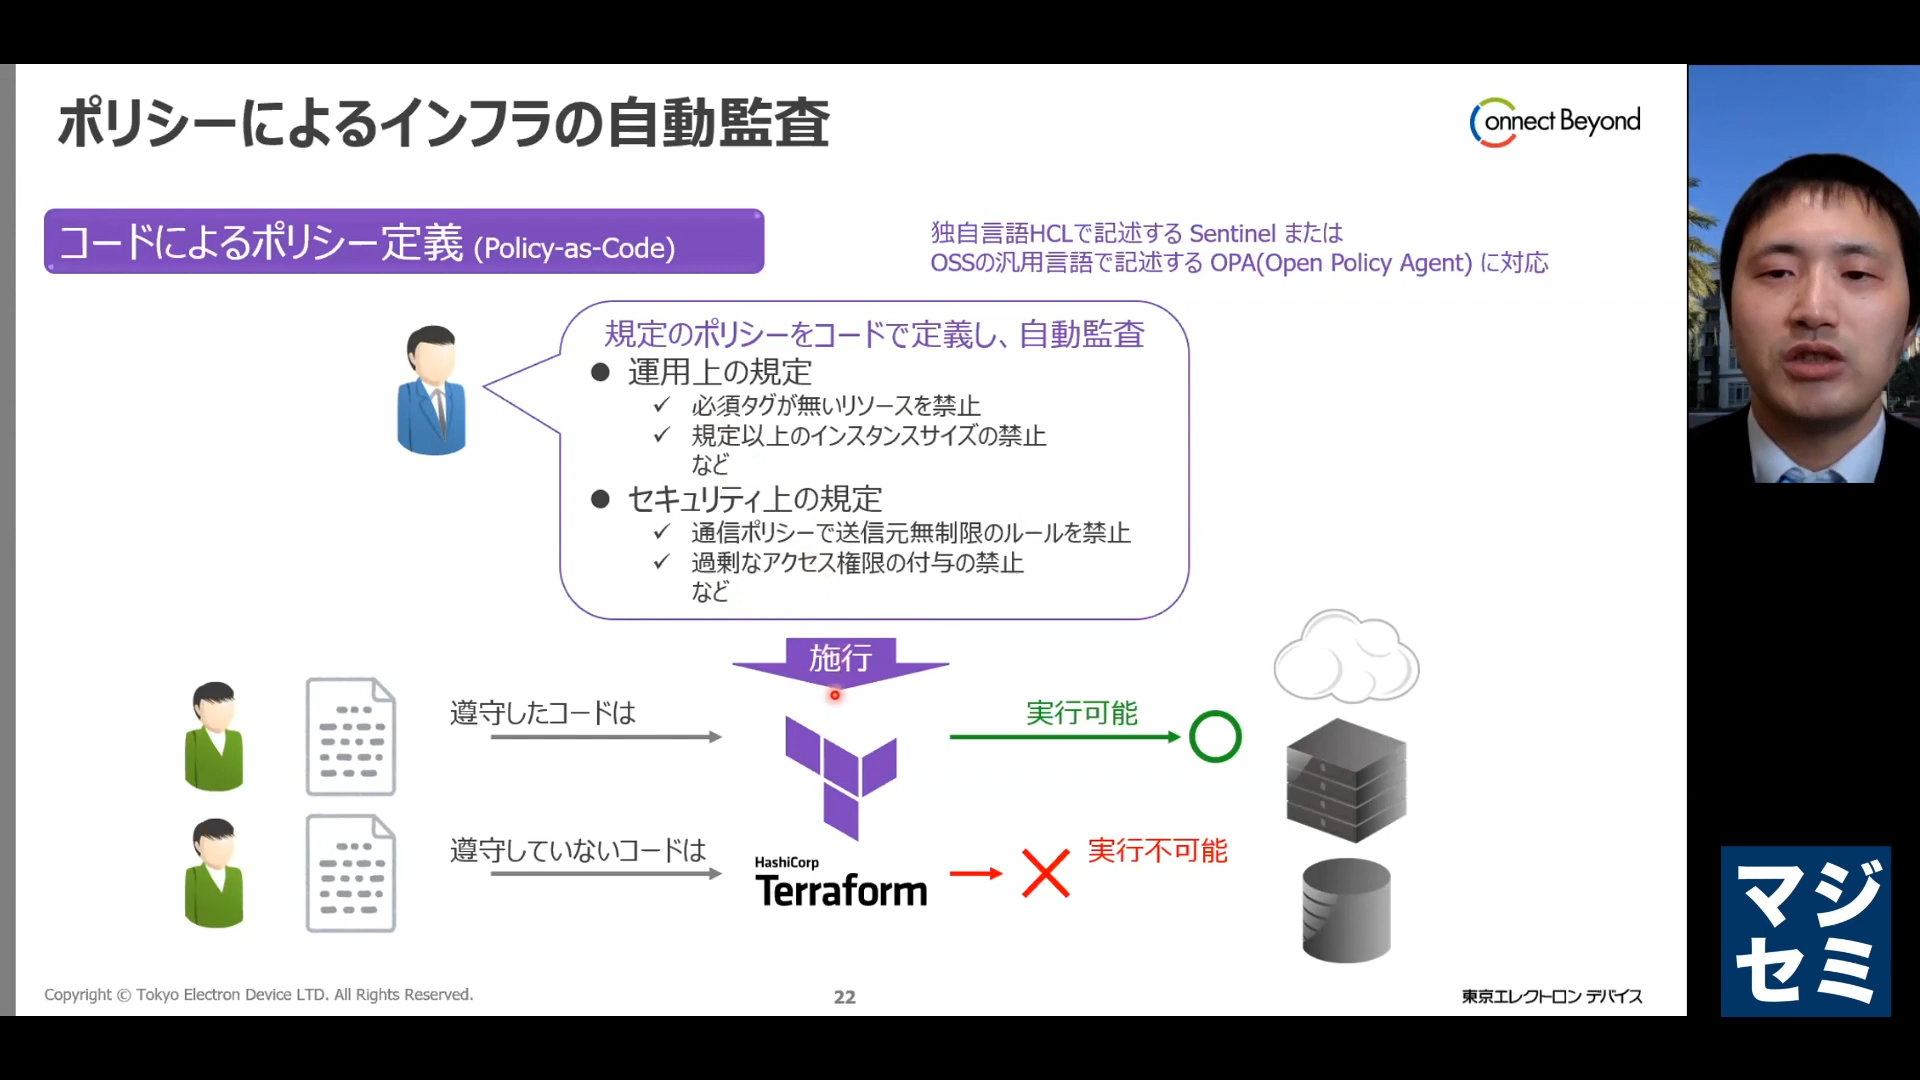 ポリシーによるインフラの自動監査
onnect Beyond
コードによるポリシー定義 (Policy-as-Code)
独自言語HCLで記述する Sentinel または
OSSの汎用言語で記述する OPA(Open Policy Agent) に対応
規定のポリシーをコードで定義し、自動監査
● 運用上の規定
✓ 必須タグが無いリソースを禁止
✓ 規定以上のインスタンスサイズの禁止
など
● セキュリティ上の規定
✓ 通信ポリシーで送信元無制限のルールを禁止
✓ 過剰なアクセス権限の付与の禁止
など
施行
遵守したコードは
実行可能
遵守していないコードは
実行不可能
HashiCorp
Terraform
Copyright © Tokyo Electron Device LTD. All Rights Reserved.
22
東京エレクトロン デバイス
マジ
セミ